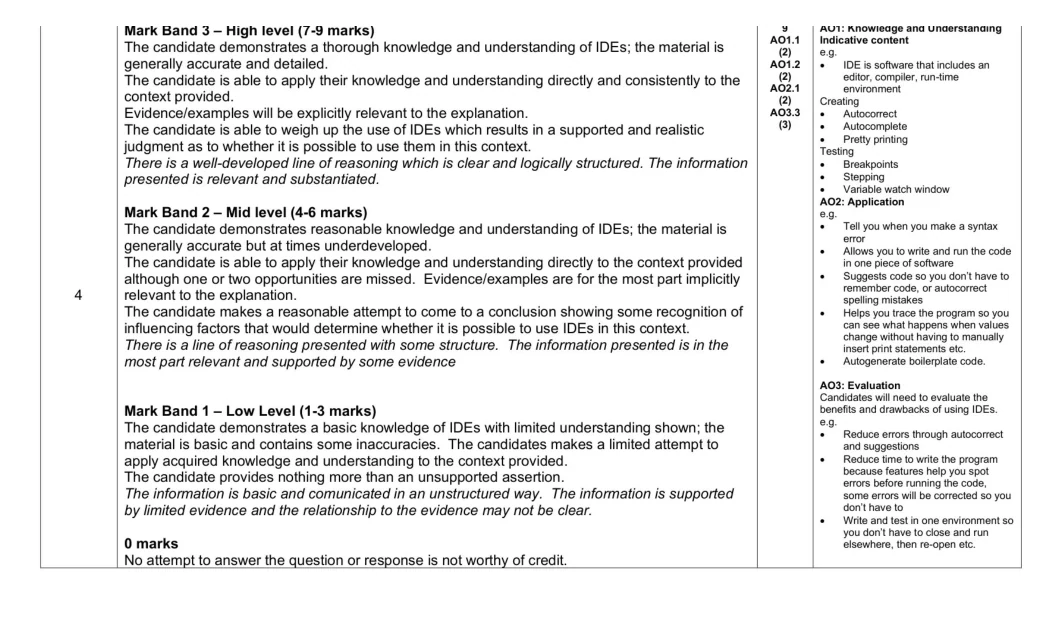 Mark Band 3 – High level (7-9 marks)
The candidate demonstrates a thorough knowledge and understanding of IDEs; the material is
generally accurate and detailed.
The candidate is able to apply their knowledge and understanding directly and consistently to the
context provided.
Evidence/examples will be explicitly relevant to the explanation.
The candidate is able to weigh up the use of IDEs which results in a supported and realistic
judgment as to whether it is possible to use them in this context.
There is a well-developed line of reasoning which is clear and logically structured. The information
presented is relevant and substantiated.
Mark Band 2 – Mid level (4-6 marks)
The candidate demonstrates reasonable knowledge and understanding of IDEs; the material is
generally accurate but at times underdeveloped.
The candidate is able to apply their knowledge and understanding directly to the context provided
although one or two opportunities are missed. Evidence/examples are for the most part implicitly
4
relevant to the explanation.
The candidate makes a reasonable attempt to come to a conclusion showing some recognition of
influencing factors that would determine whether it is possible to use IDEs in this context.
There is a line of reasoning presented with some structure. The information presented is in the
most part relevant and supported by some evidence
Mark Band 1 – Low Level (1-3 marks)
The candidate demonstrates a basic knowledge of IDEs with limited understanding shown; the
material is basic and contains some inaccuracies. The candidates makes a limited attempt to
apply acquired knowledge and understanding to the context provided.
The candidate provides nothing more than an unsupported assertion.
The information is basic and comunicated in an unstructured way. The information is supported
by limited evidence and the relationship to the evidence may not be clear.
0 marks
No attempt to answer the question or response is not worthy of credit.
9
AO1.1
(2)
AO1.2
(2)
AO2.1
(2)
AO3.3
(3)
AO1: Knowledge and Understanding
Indicative content
e.g.
• IDE is software that includes an
editor, compiler, run-time
environment
Creating
• Autocorrect
• Autocomplete
• Pretty printing
Testing
• Breakpoints
• Stepping
• Variable watch window
AO2: Application
e.g.
• Tell you when you make a syntax
error
• Allows you to write and run the code
in one piece of software
• Suggests code so you don't have to
remember code, or autocorrect
spelling mistakes
• Helps you trace the program so you
can see what happens when values
change without having to manually
insert print statements etc.
• Autogenerate boilerplate code.
AO3: Evaluation
Candidates will need to evaluate the
benefits and drawbacks of using IDEs.
e.g.
• Reduce errors through autocorrect
and suggestions
• Reduce time to write the program
because features help you spot
errors before running the code,
some errors will be corrected so you
don't have to
• Write and test in one environment so
you don't have to close and run
elsewhere, then re-open etc.